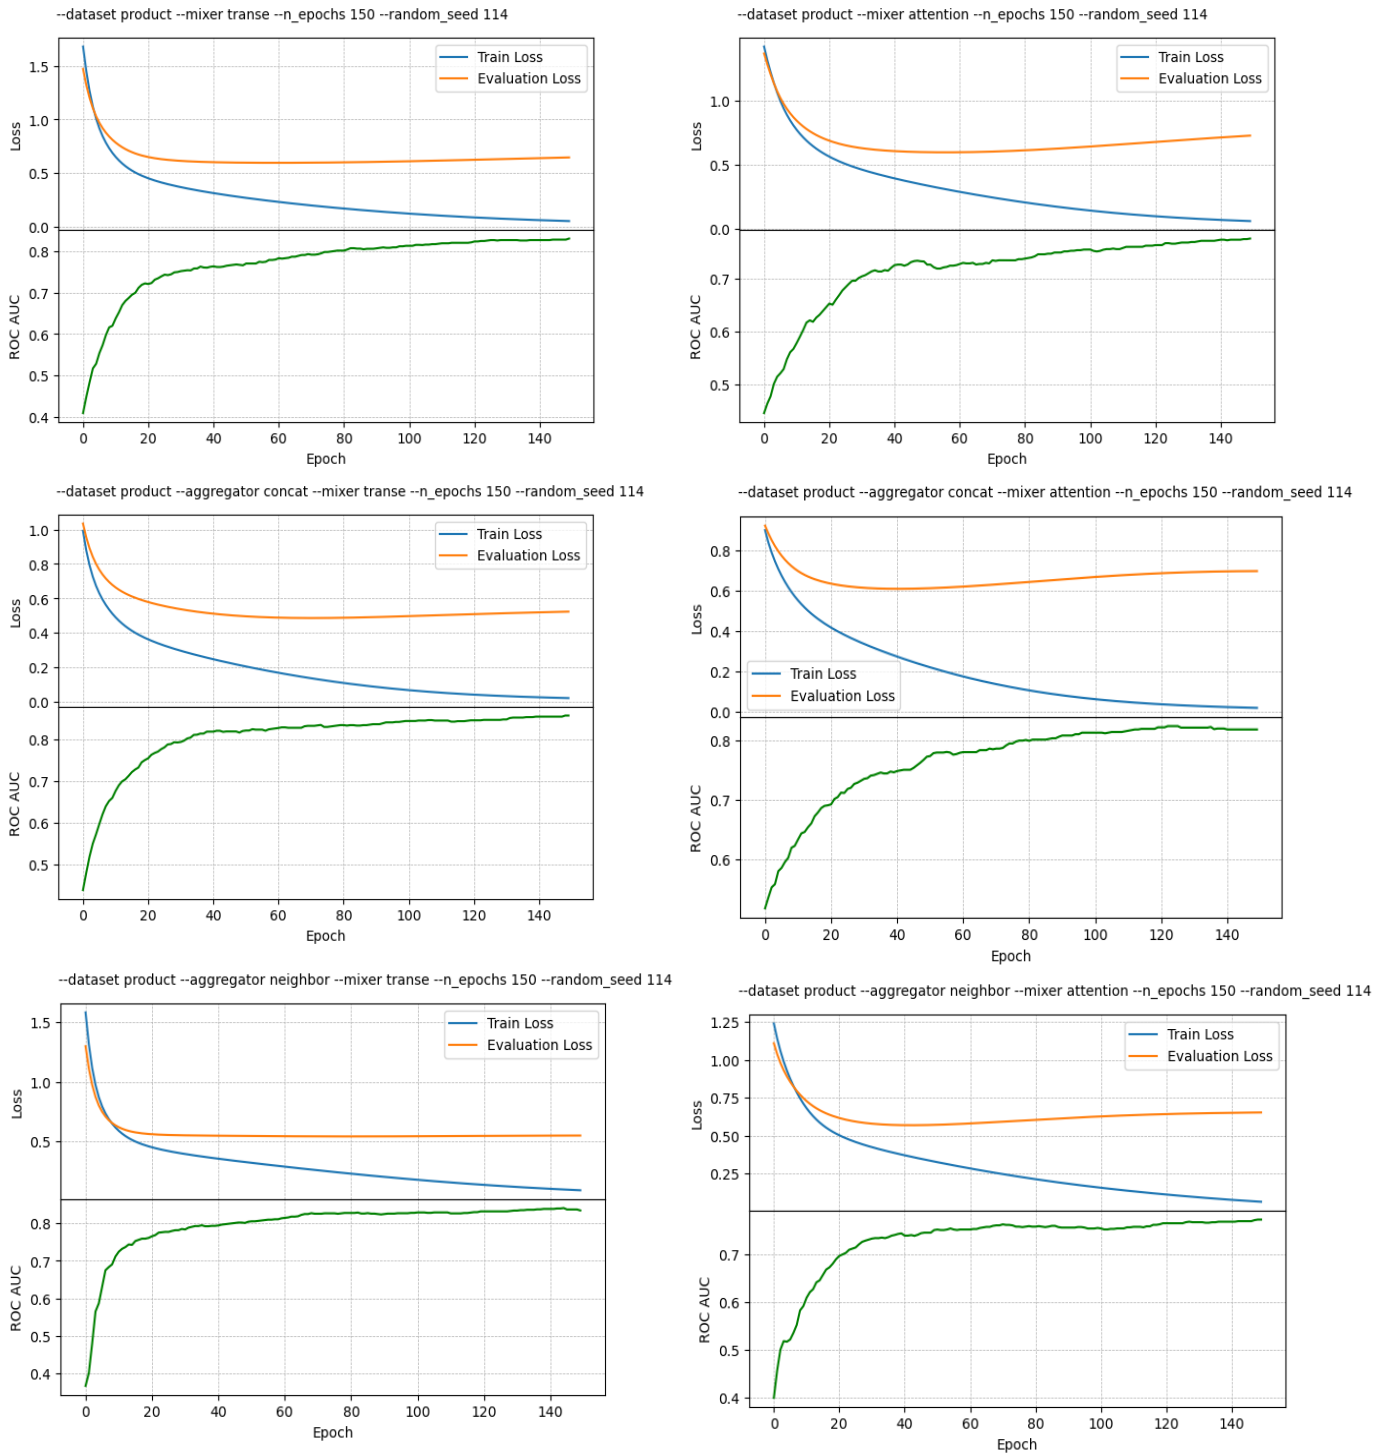 --dataset product --mixer transe --n_epochs 150 --random_seed 114
Train Loss
Evaluation Loss
Loss
1.5
1.0
0.5
0.0
ROC AUC
0.8
0.7
0.6
0.5
0.4
0 20 40 60 80 100 120 140
Epoch
--dataset product --mixer attention --n_epochs 150 --random_seed 114
Train Loss
Evaluation Loss
Loss
1.0
0.5
0.0
ROC AUC
0.7
0.6
0.5
0 20 40 60 80 100 120 140
Epoch
--dataset product --aggregator concat --mixer transe --n_epochs 150 --random_seed 114
Train Loss
Evaluation Loss
Loss
1.0
0.8
0.6
0.4
0.2
0.0
ROC AUC
0.8
0.7
0.6
0.5
0 20 40 60 80 100 120 140
Epoch
--dataset product --aggregator concat --mixer attention --n_epochs 150 --random_seed 114
Train Loss
Evaluation Loss
Loss
0.8
0.6
0.4
0.2
0.0
ROC AUC
0.8
0.7
0.6
0 20 40 60 80 100 120 140
Epoch
--dataset product --aggregator neighbor --mixer transe --n_epochs 150 --random_seed 114
Train Loss
Evaluation Loss
Loss
1.5
1.0
0.5
ROC AUC
0.8
0.7
0.6
0.5
0.4
0 20 40 60 80 100 120 140
Epoch
--dataset product --aggregator neighbor --mixer attention --n_epochs 150 --random_seed 114
Train Loss
Evaluation Loss
Loss
1.25
1.00
0.75
0.50
0.25
ROC AUC
0.7
0.6
0.5
0.4
0 20 40 60 80 100 120 140
Epoch